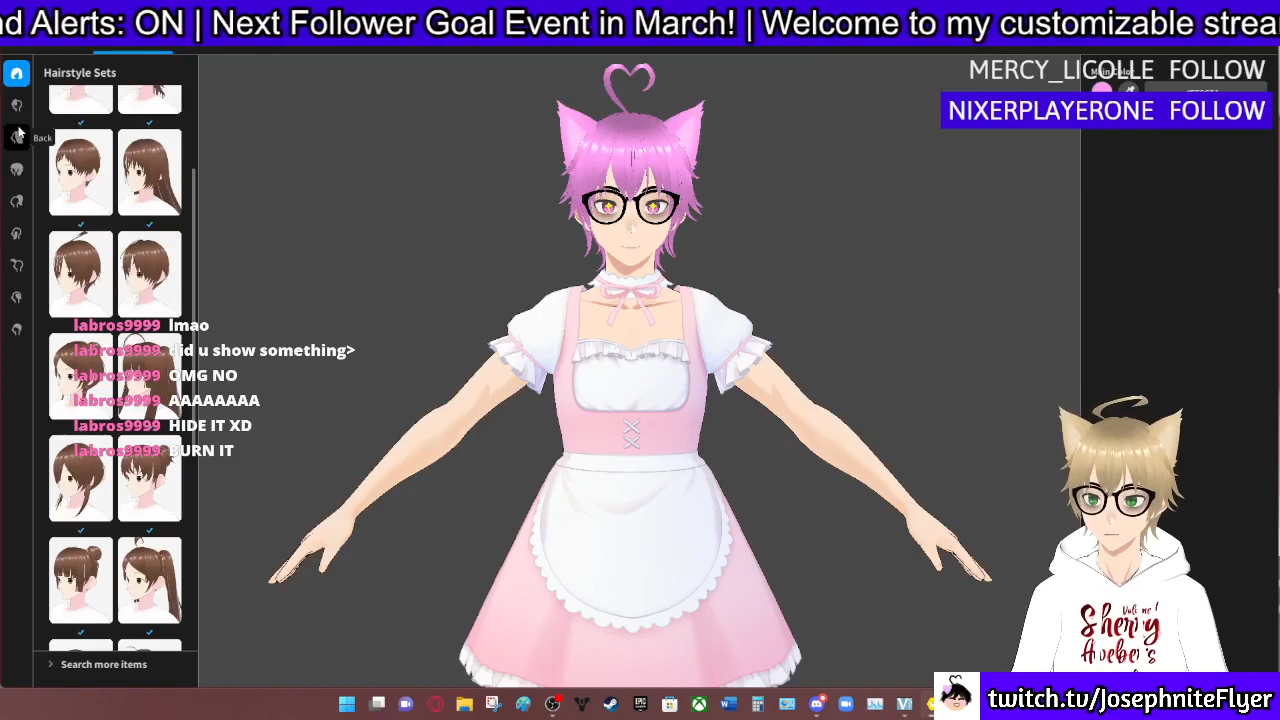 nd Alerts: ON | Next Follower Goal Event in March! | Welcome to my customizable strea
Hairstyle Sets
MERCY_LICOLLE FOLLOW
NIXERPLAYERONE FOLLOW
Back
labros9999 lmao
labros9999 did u show something>
labros9999 OMG NO
labros9999 AAAAAAAA
labros9999 HIDE IT XD
labros9999 BURN IT
Search more items
Sherry
twitch.tv/JosephniteFlyer